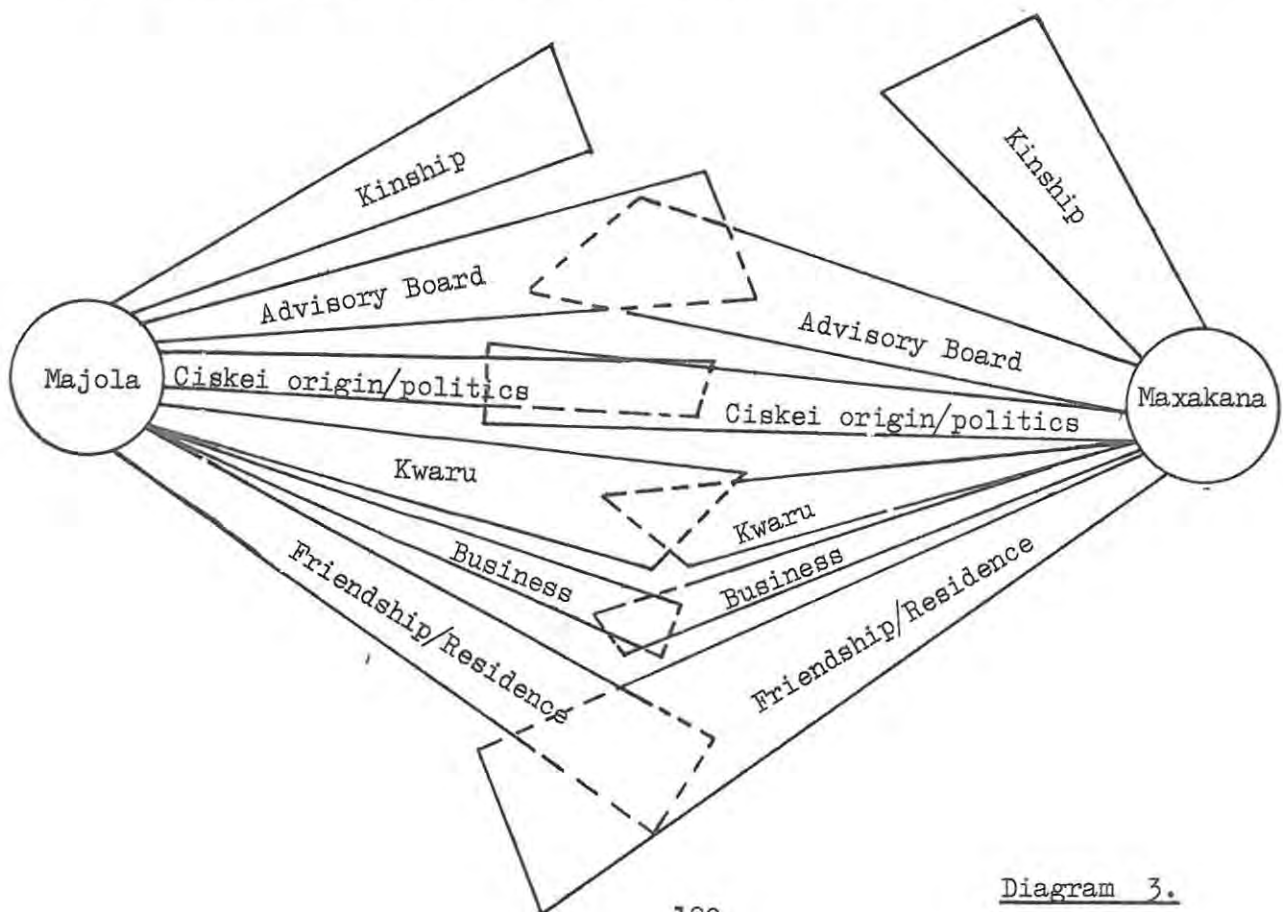 Kinship
Kinship
Advisory Board
Advisory Board
Majola
Ciskei origin/politics
Maxakana
Ciskei origin/politics
Kwaru
Kwaru
Business
Business
Friendship/Residence
Friendship/Residence
Diagram 3.